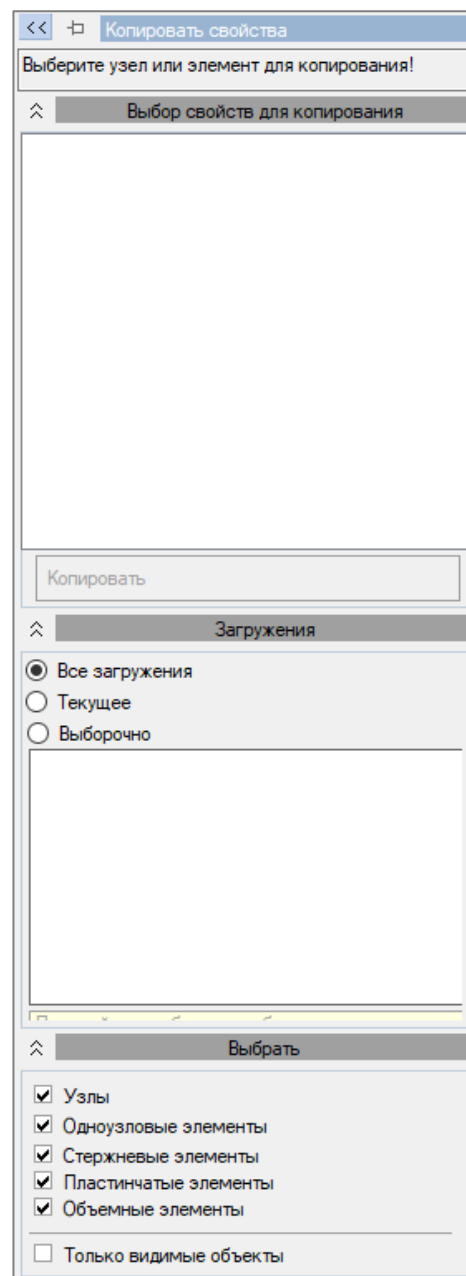 << Копировать свойства
Выберите узел или элемент для копирования!
Выбор свойств для копирования
Копировать
Загружения
Все загружения
Текущее
Выборочно
Выбрать
Узлы
Одноузловые элементы
Стержневые элементы
Пластинчатые элементы
Объемные элементы
Только видимые объекты